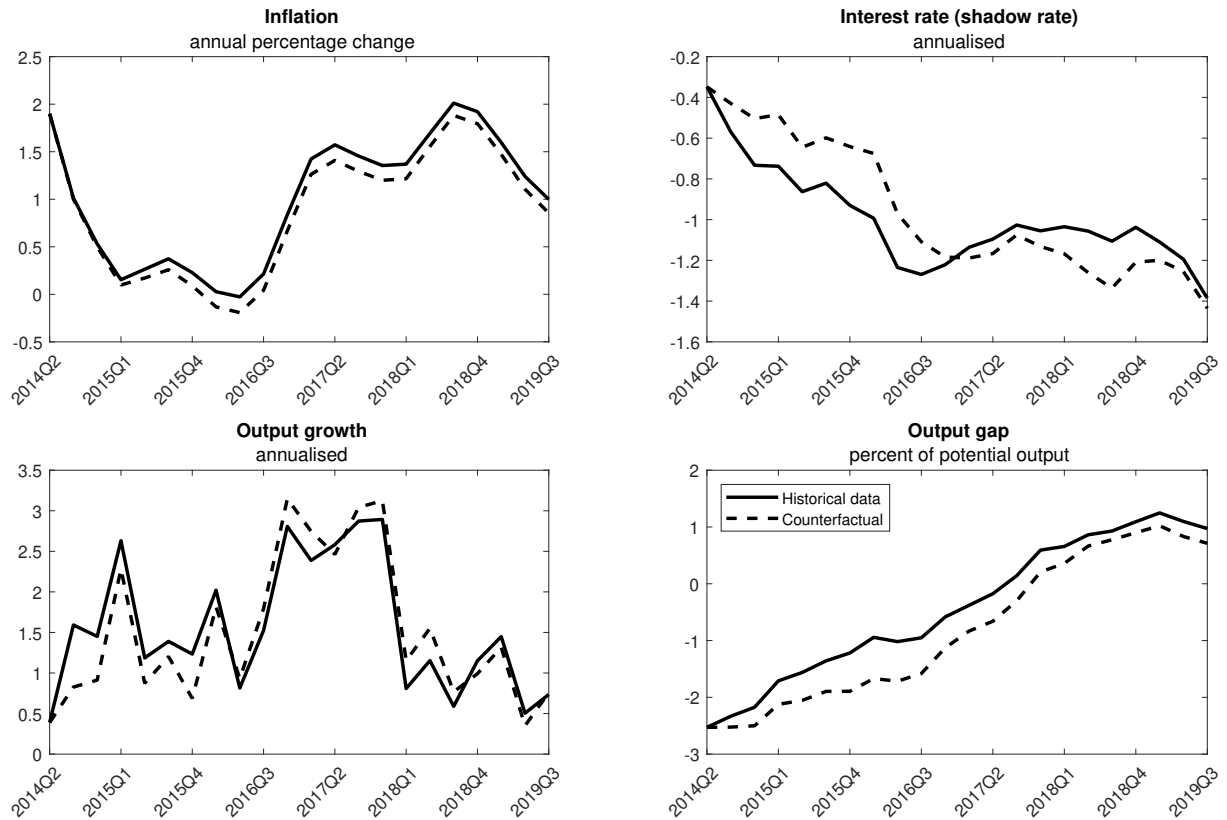 Inflation
annual percentage change
2.5
2
1.5
1
0.5
0
-0.5
2014Q2
2015Q1
2015Q4
2016Q3
2017Q2
2018Q1
2018Q4
2019Q3
Interest rate (shadow rate)
annualised
-0.2
-0.4
-0.6
-0.8
-1
-1.2
-1.4
-1.6
2014Q2
2015Q1
2015Q4
2016Q3
2017Q2
2018Q1
2018Q4
2019Q3
Output growth
annualised
3.5
3
2.5
2
1.5
1
0.5
0
2014Q2
2015Q1
2015Q4
2016Q3
2017Q2
2018Q1
2018Q4
2019Q3
Output gap
percent of potential output
2
1
0
-1
-2
-3
Historical data
Counterfactual
2014Q2
2015Q1
2015Q4
2016Q3
2017Q2
2018Q1
2018Q4
2019Q3